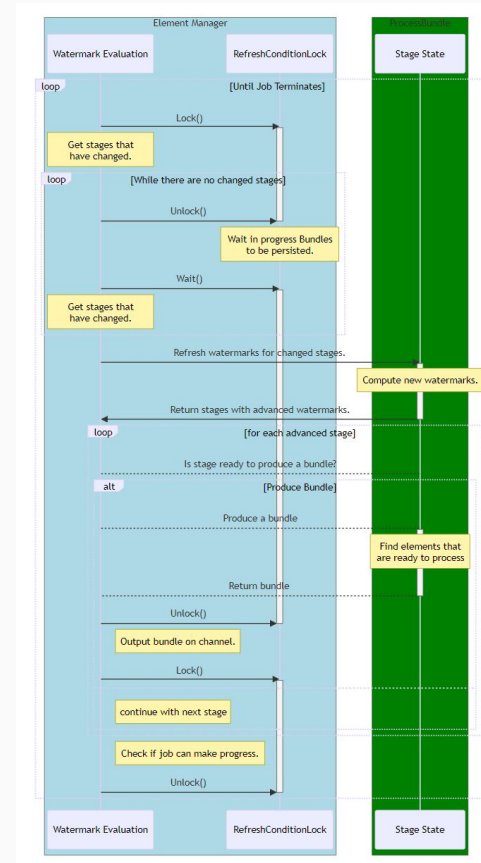 Element Manager
ProcessBundle
Watermark Evaluation
RefreshConditionLock
Stage State
loop
[Until Job Terminates]
Lock()
Get stages that
have changed.
loop
[While there are no changed stages]
Unlock()
Wait in progress Bundles
to be persisted.
Wait()
Get stages that
have changed.
Refresh watermarks for changed stages.
Compute new watermarks.
Return stages with advanced watermarks.
loop
[for each advanced stage]
Is stage ready to produce a bundle?
alt
[Produce Bundle]
Produce a bundle
Find elements that
are ready to process
Return bundle
Unlock()
Output bundle on channel.
Lock()
continue with next stage
Check if job can make progress.
Unlock()
Watermark Evaluation
RefreshConditionLock
Stage State